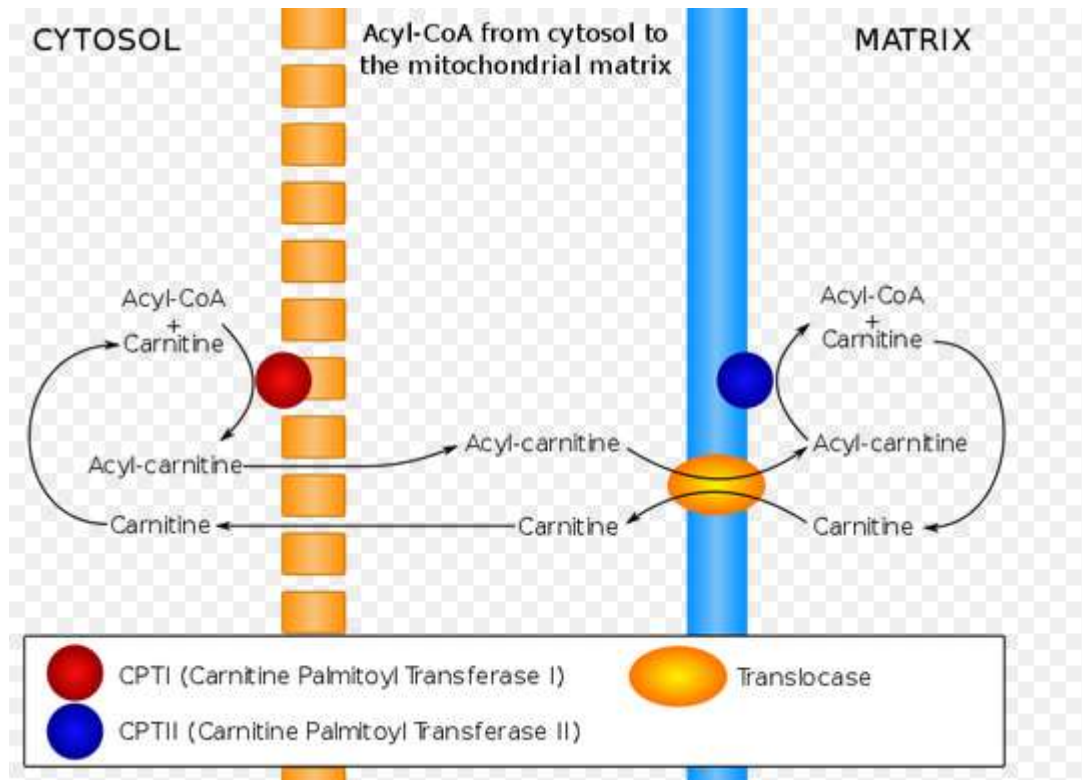 CYTOSOL
Acyl-CoA from cytosol to
the mitochondrial matrix
MATRIX
Acyl-CoA
+
Carnitine
Acyl-carnitine
Carnitine
Acyl-carnitine
Carnitine
Acyl-CoA
+
Carnitine
Acyl-carnitine
Carnitine
CPTI (Carnitine Palmitoyl Transferase I)
CPTII (Carnitine Palmitoyl Transferase II)
Translocase